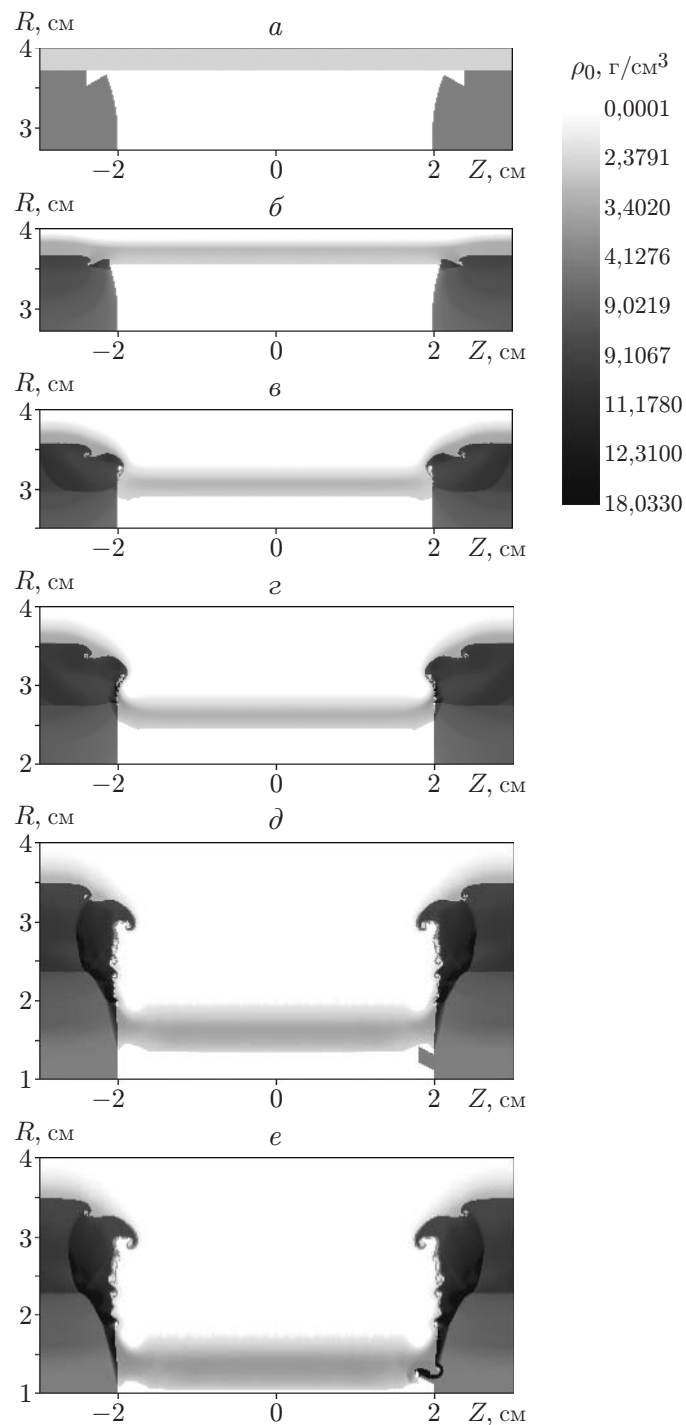 R, см
а
4
3
−2
0
2
Z, см
R, см
б
4
3
−2
0
2
Z, см
R, см
в
4
3
−2
0
2
Z, см
R, см
г
4
3
2
−2
0
2
Z, см
R, см
д
4
3
2
1
−2
0
2
Z, см
R, см
е
4
3
2
1
−2
0
2
Z, см
ρ₀, г/см³
0,0001
2,3791
3,4020
4,1276
9,0219
9,1067
11,1780
12,3100
18,0330